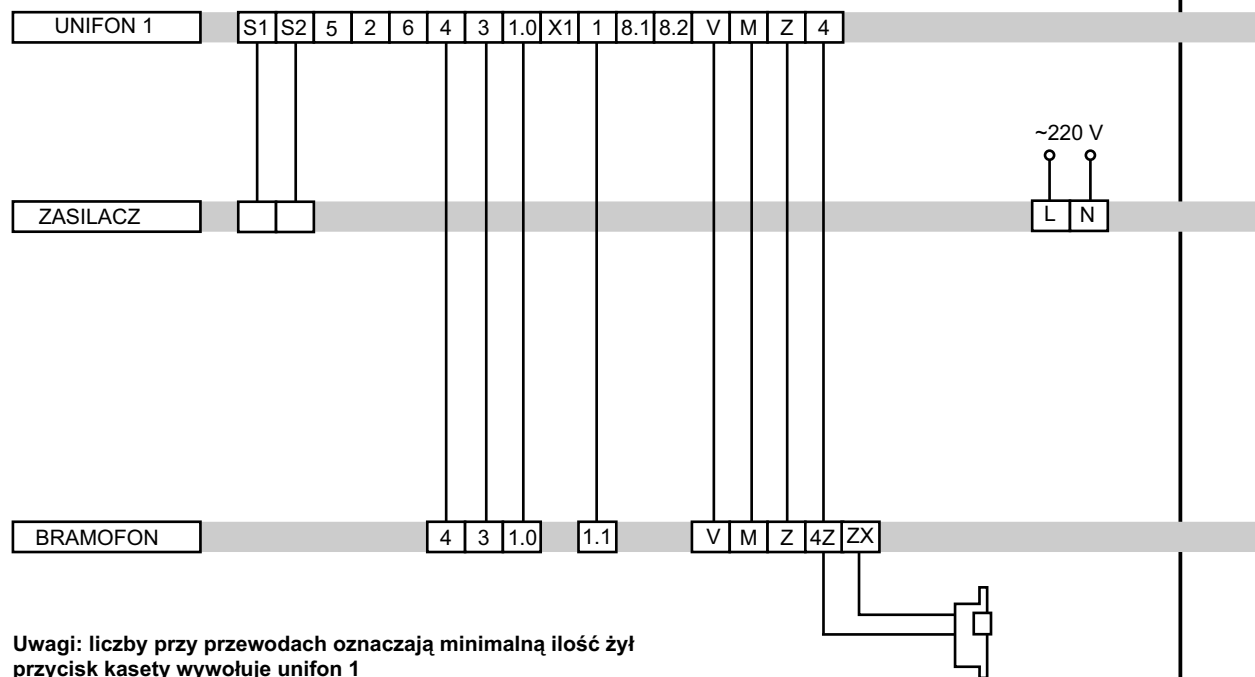 UNIFON 1 S1 S2 5 2 6 4 3 1.0 X1 1 8.1 8.2 V M Z 4
~220 V
ZASILACZ L N
BRAMOFON 4 3 1.0 1.1 V M Z 4Z ZX
Uwagi: liczby przy przewodach oznaczają minimalną ilość żył
przycisk kasety wywołuje unifon 1